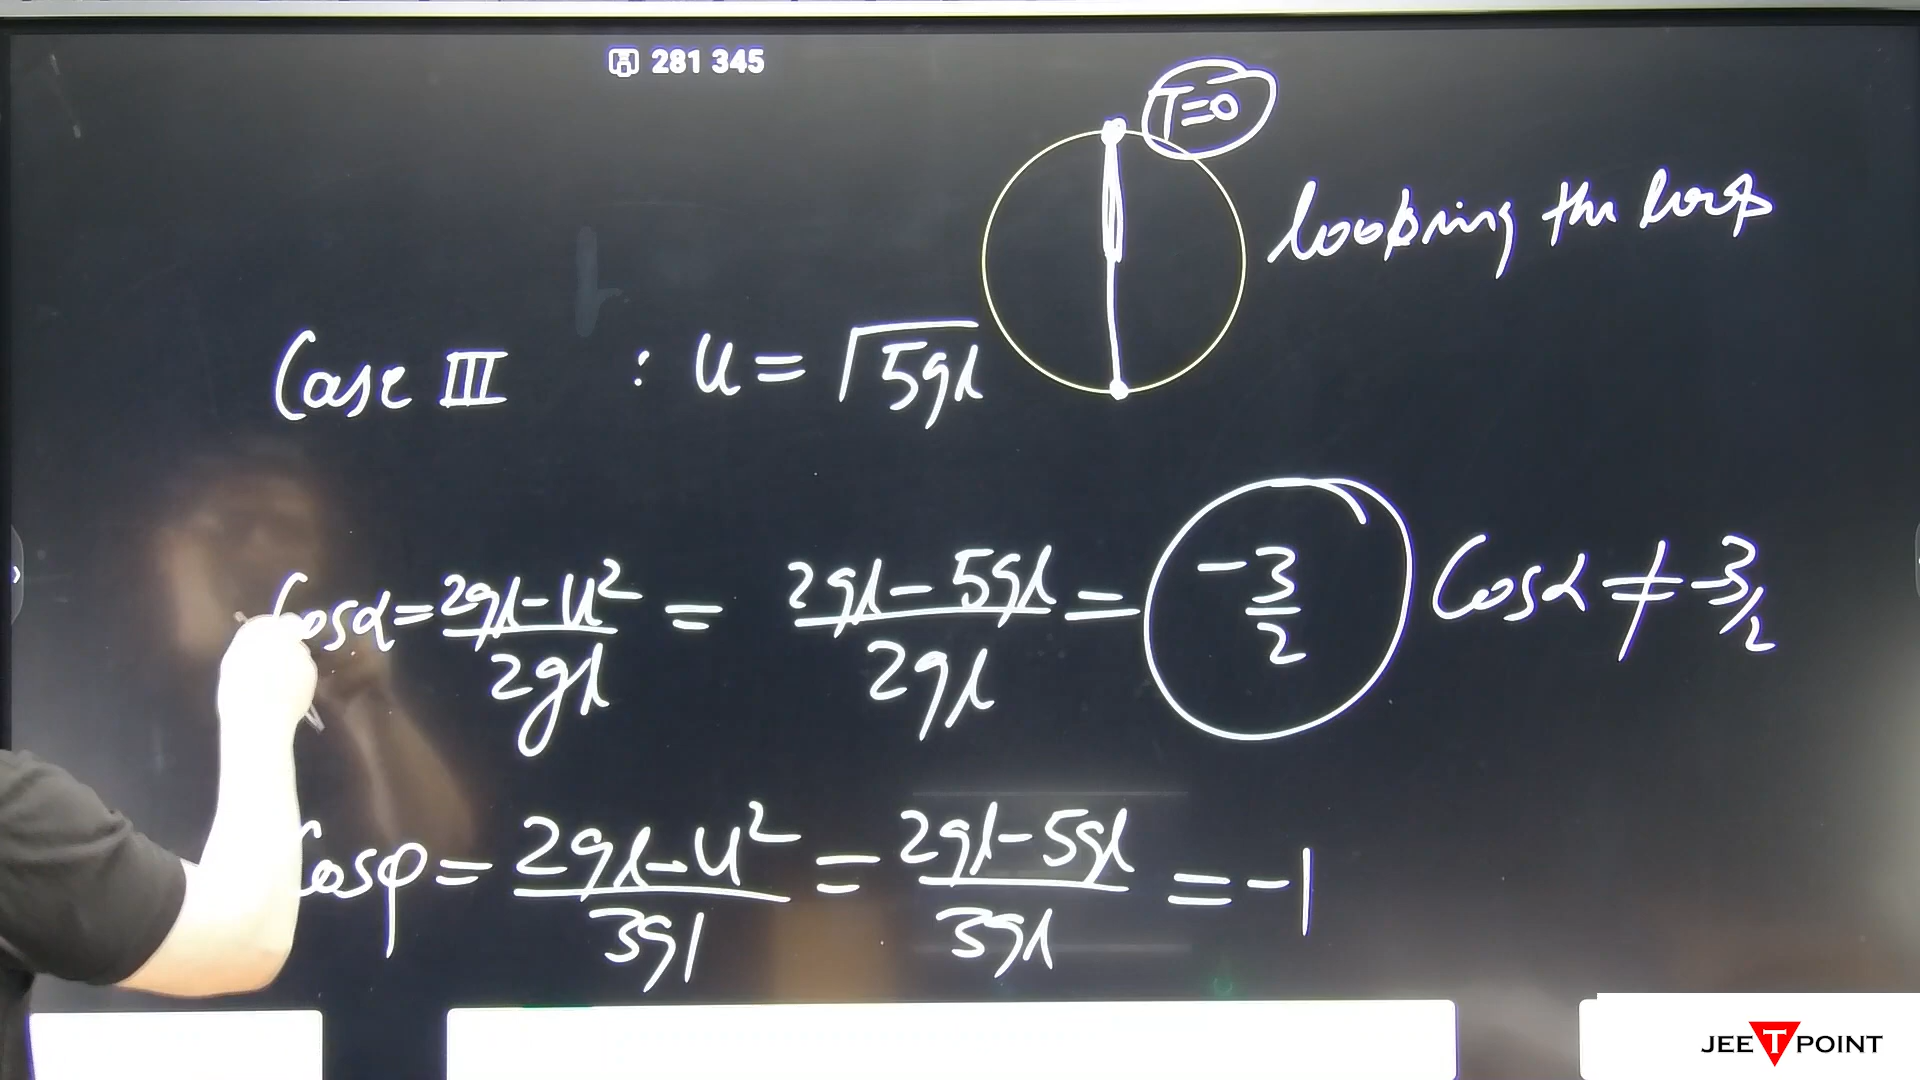 281 345
T=0
looping the loop
Case III : u = √5gl
Cosα = 2gl-u²/2gl = 2gl-5gl/2gl = -3/2 Cosα ≠ -3/2
Cosφ = 2gl-u²/3gl = 2gl-5gl/3gl = -1
JEE T POINT